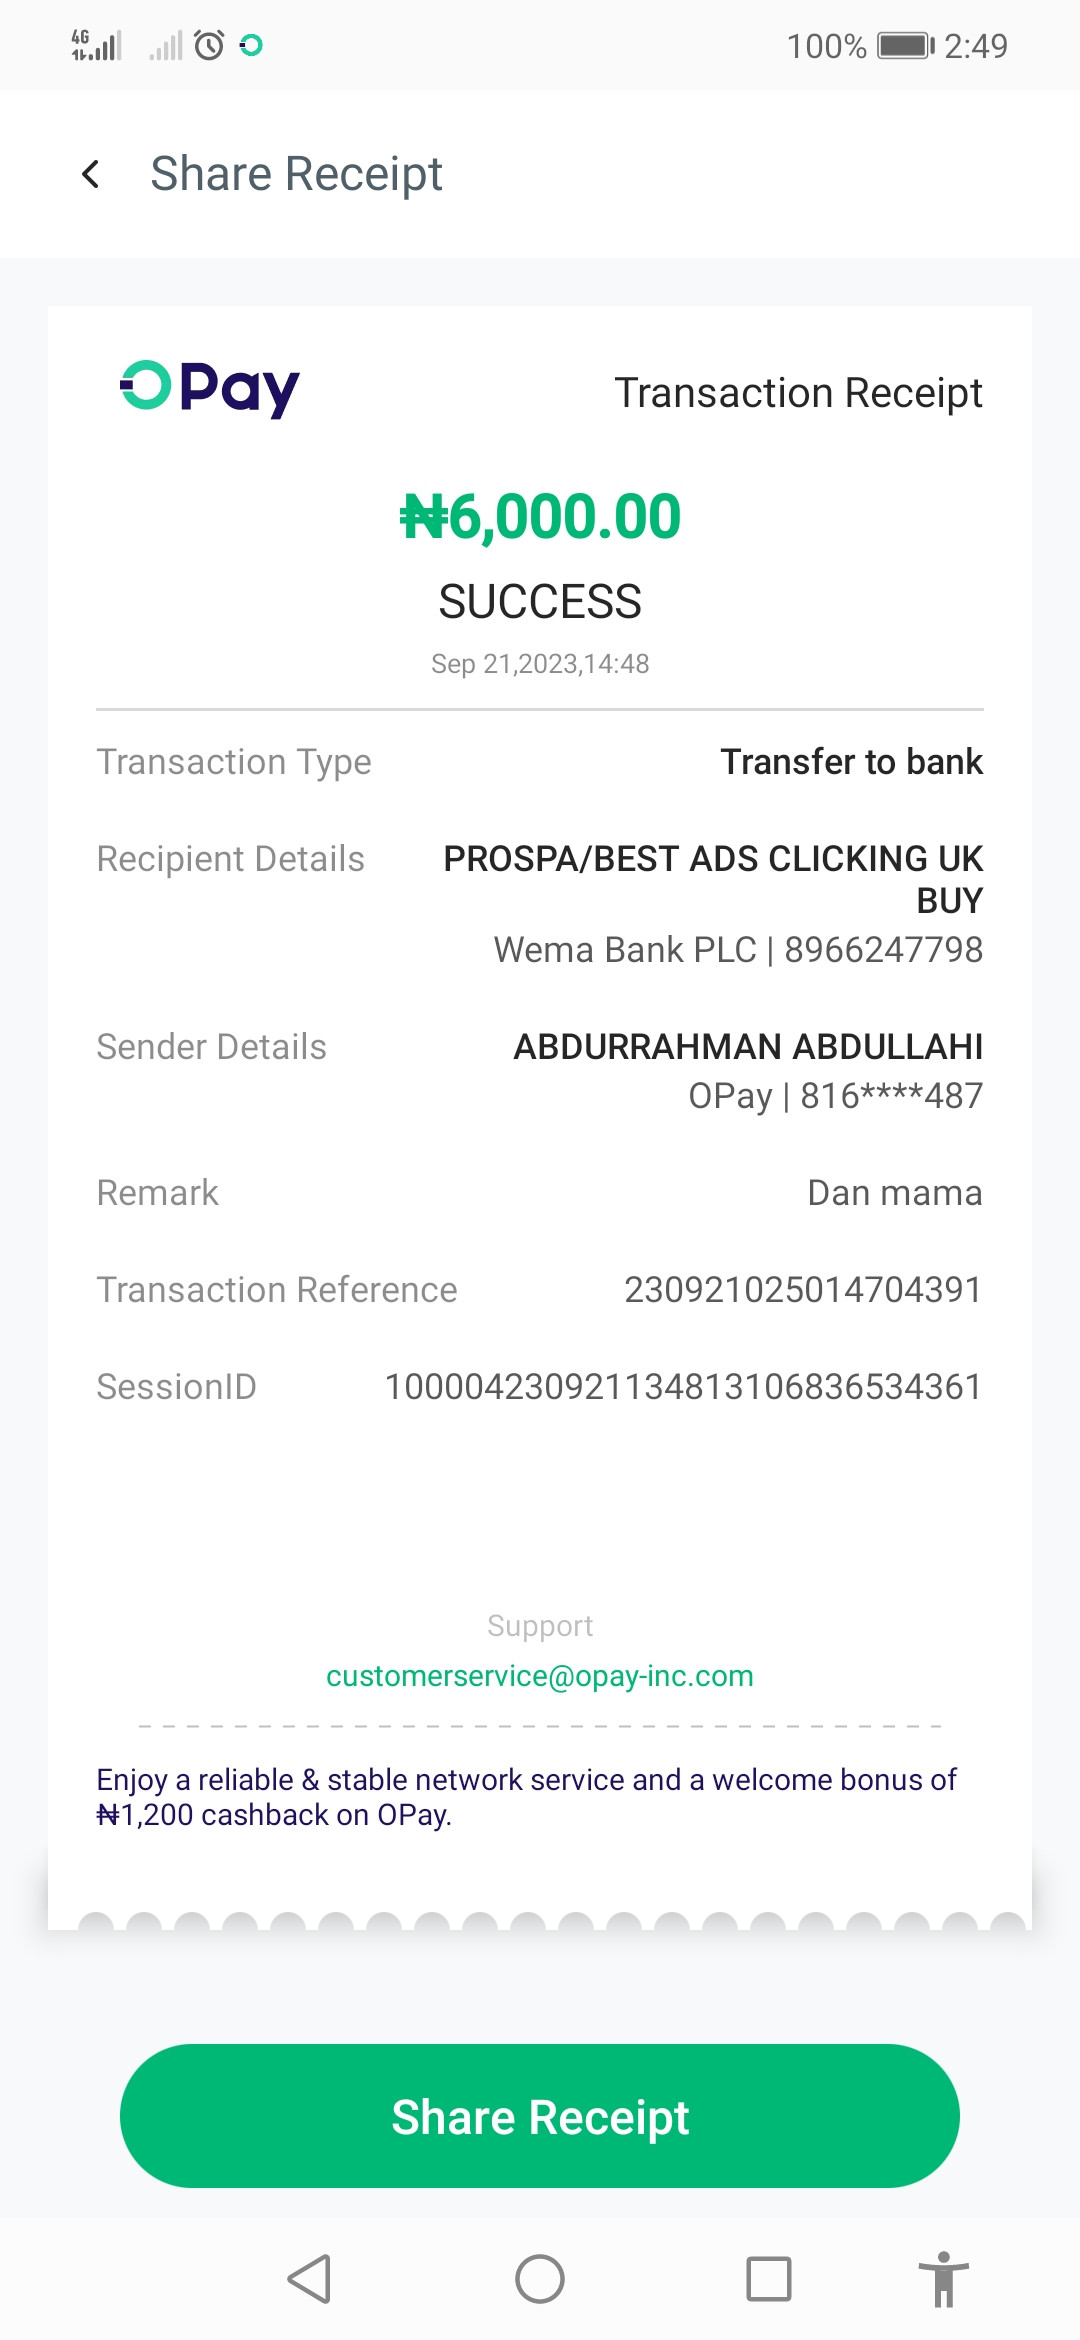 4G
100% 2:49
Share Receipt
OPay Transaction Receipt
₦6,000.00
SUCCESS
Sep 21,2023,14:48
Transaction Type Transfer to bank
Recipient Details PROSPA/BEST ADS CLICKING UK
BUY
Wema Bank PLC | 8966247798
Sender Details ABDURRAHMAN ABDULLAHI
OPay | 816****487
Remark Dan mama
Transaction Reference 230921025014704391
SessionID 100004230921134813106836534361
Support
customerservice@opay-inc.com
Enjoy a reliable & stable network service and a welcome bonus of
₦1,200 cashback on OPay.
Share Receipt